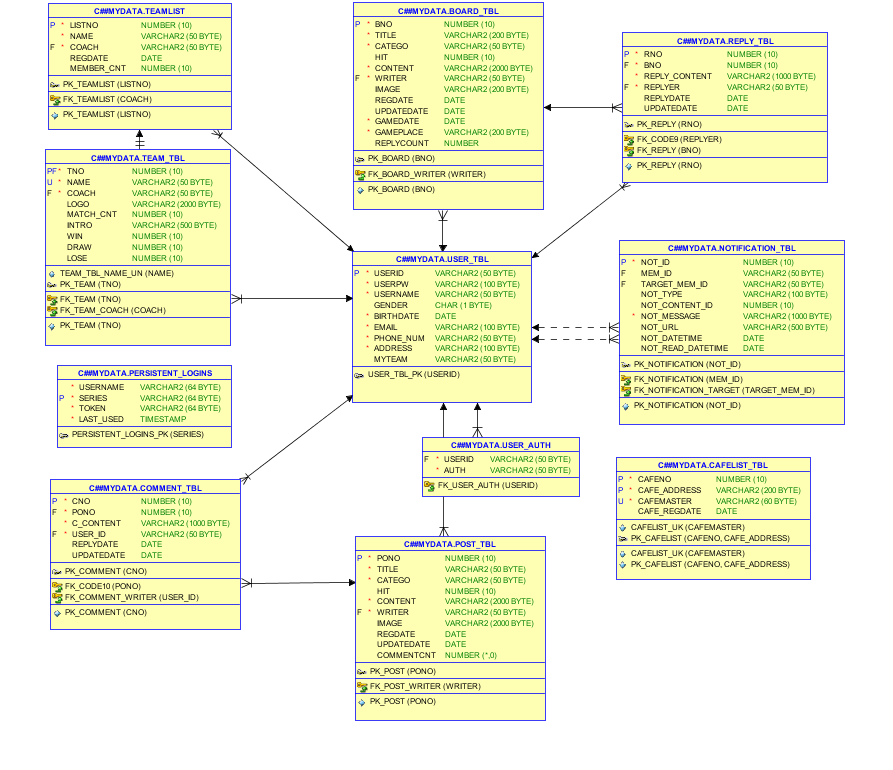 C##MYDATA.TEAMLIST
P * LISTNO NUMBER (10)
* NAME VARCHAR2 (50 BYTE)
F * COACH VARCHAR2 (50 BYTE)
REGDATE DATE
MEMBER_CNT NUMBER (10)
PK_TEAMLIST (LISTNO)
FK_TEAMLIST (COACH)
PK_TEAMLIST (LISTNO)
C##MYDATA.BOARD_TBL
P * BNO NUMBER (10)
* TITLE VARCHAR2 (200 BYTE)
* CATEGO VARCHAR2 (50 BYTE)
HIT NUMBER (10)
* CONTENT VARCHAR2 (2000 BYTE)
F * WRITER VARCHAR2 (50 BYTE)
IMAGE VARCHAR2 (200 BYTE)
REGDATE DATE
UPDATEDATE DATE
* GAMEDATE DATE
* GAMEPLACE VARCHAR2 (200 BYTE)
REPLYCOUNT NUMBER
PK_BOARD (BNO)
FK_BOARD_WRITER (WRITER)
PK_BOARD (BNO)
C##MYDATA.REPLY_TBL
P * RNO NUMBER (10)
F * BNO NUMBER (10)
* REPLY_CONTENT VARCHAR2 (1000 BYTE)
F * REPLYER VARCHAR2 (50 BYTE)
REPLYDATE DATE
UPDATEDATE DATE
PK_REPLY (RNO)
FK_CODE9 (REPLYER)
FK_REPLY (BNO)
PK_REPLY (RNO)
C##MYDATA.TEAM_TBL
PF * TNO NUMBER (10)
U * NAME VARCHAR2 (50 BYTE)
F * COACH VARCHAR2 (50 BYTE)
LOGO VARCHAR2 (2000 BYTE)
MATCH_CNT NUMBER (10)
INTRO VARCHAR2 (500 BYTE)
WIN NUMBER (10)
DRAW NUMBER (10)
LOSE NUMBER (10)
TEAM_TBL_NAME_UN (NAME)
PK_TEAM (TNO)
FK_TEAM (TNO)
FK_TEAM_COACH (COACH)
PK_TEAM (TNO)
C##MYDATA.USER_TBL
P * USERID VARCHAR2 (50 BYTE)
* USERPW VARCHAR2 (100 BYTE)
* USERNAME VARCHAR2 (50 BYTE)
GENDER CHAR (1 BYTE)
* BIRTHDATE DATE
* EMAIL VARCHAR2 (100 BYTE)
* PHONE_NUM VARCHAR2 (50 BYTE)
* ADDRESS VARCHAR2 (100 BYTE)
MYTEAM VARCHAR2 (50 BYTE)
USER_TBL_PK (USERID)
C##MYDATA.NOTIFICATION_TBL
P * NOT_ID NUMBER (10)
F MEM_ID VARCHAR2 (50 BYTE)
F TARGET_MEM_ID VARCHAR2 (50 BYTE)
NOT_TYPE VARCHAR2 (100 BYTE)
NOT_CONTENT_ID NUMBER (10)
* NOT_MESSAGE VARCHAR2 (1000 BYTE)
NOT_URL VARCHAR2 (500 BYTE)
NOT_DATETIME DATE
NOT_READ_DATETIME DATE
PK_NOTIFICATION (NOT_ID)
FK_NOTIFICATION (MEM_ID)
FK_NOTIFICATION_TARGET (TARGET_MEM_ID)
PK_NOTIFICATION (NOT_ID)
C##MYDATA.PERSISTENT_LOGINS
* USERNAME VARCHAR2 (64 BYTE)
P * SERIES VARCHAR2 (64 BYTE)
* TOKEN VARCHAR2 (64 BYTE)
* LAST_USED TIMESTAMP
PERSISTENT_LOGINS_PK (SERIES)
C##MYDATA.USER_AUTH
F * USERID VARCHAR2 (50 BYTE)
* AUTH VARCHAR2 (50 BYTE)
FK_USER_AUTH (USERID)
C##MYDATA.CAFELIST_TBL
P * CAFENO NUMBER (10)
P * CAFE_ADDRESS VARCHAR2 (200 BYTE)
U * CAFEMASTER VARCHAR2 (60 BYTE)
CAFE_REGDATE DATE
CAFELIST_UK (CAFEMASTER)
PK_CAFELIST (CAFENO, CAFE_ADDRESS)
CAFELIST_UK (CAFEMASTER)
PK_CAFELIST (CAFENO, CAFE_ADDRESS)
C##MYDATA.COMMENT_TBL
P * CNO NUMBER (10)
F * PONO NUMBER (10)
* C_CONTENT VARCHAR2 (1000 BYTE)
F * USER_ID VARCHAR2 (50 BYTE)
REPLYDATE DATE
UPDATEDATE DATE
PK_COMMENT (CNO)
FK_CODE10 (PONO)
FK_COMMENT_WRITER (USER_ID)
PK_COMMENT (CNO)
C##MYDATA.POST_TBL
P * PONO NUMBER (10)
* TITLE VARCHAR2 (50 BYTE)
* CATEGO VARCHAR2 (50 BYTE)
HIT NUMBER (10)
* CONTENT VARCHAR2 (2000 BYTE)
F * WRITER VARCHAR2 (50 BYTE)
IMAGE VARCHAR2 (2000 BYTE)
REGDATE DATE
UPDATEDATE DATE
COMMENTCNT NUMBER (*,0)
PK_POST (PONO)
FK_POST_WRITER (WRITER)
PK_POST (PONO)